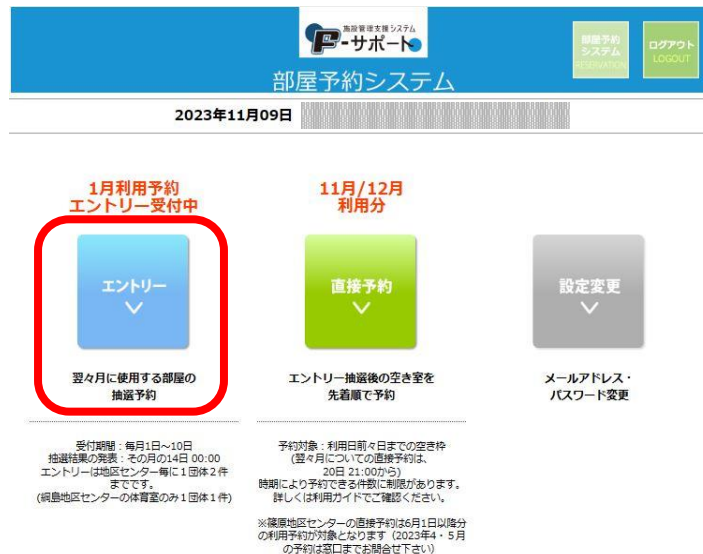 施設管理支援システム
F-サポート
部屋予約システム
部屋予約
システム
RESERVATION
ログアウト
LOGOUT
2023年11月09日
1月利用予約
エントリー受付中
エントリー
翌々月に使用する部屋の
抽選予約
受付期間：毎月1日～10日
抽選結果の発表：その月の14日 00:00
エントリーは地区センター毎に１団体２件
までです。
(綱島地区センターの体育室のみ１団体１件)
11月/12月
利用分
直接予約
エントリー抽選後の空き室を
先着順で予約
予約対象：利用日前々日までの空き枠
(翌々月についての直接予約は、
20日 21:00から)
時期により予約できる件数に制限があります。
詳しくは利用ガイドでご確認ください。
※篠原地区センターの直接予約は6月1日以降分
の利用予約が対象となります（2023年4・５月
の予約は窓口までお問合せ下さい）
設定変更
メールアドレス・
パスワード変更